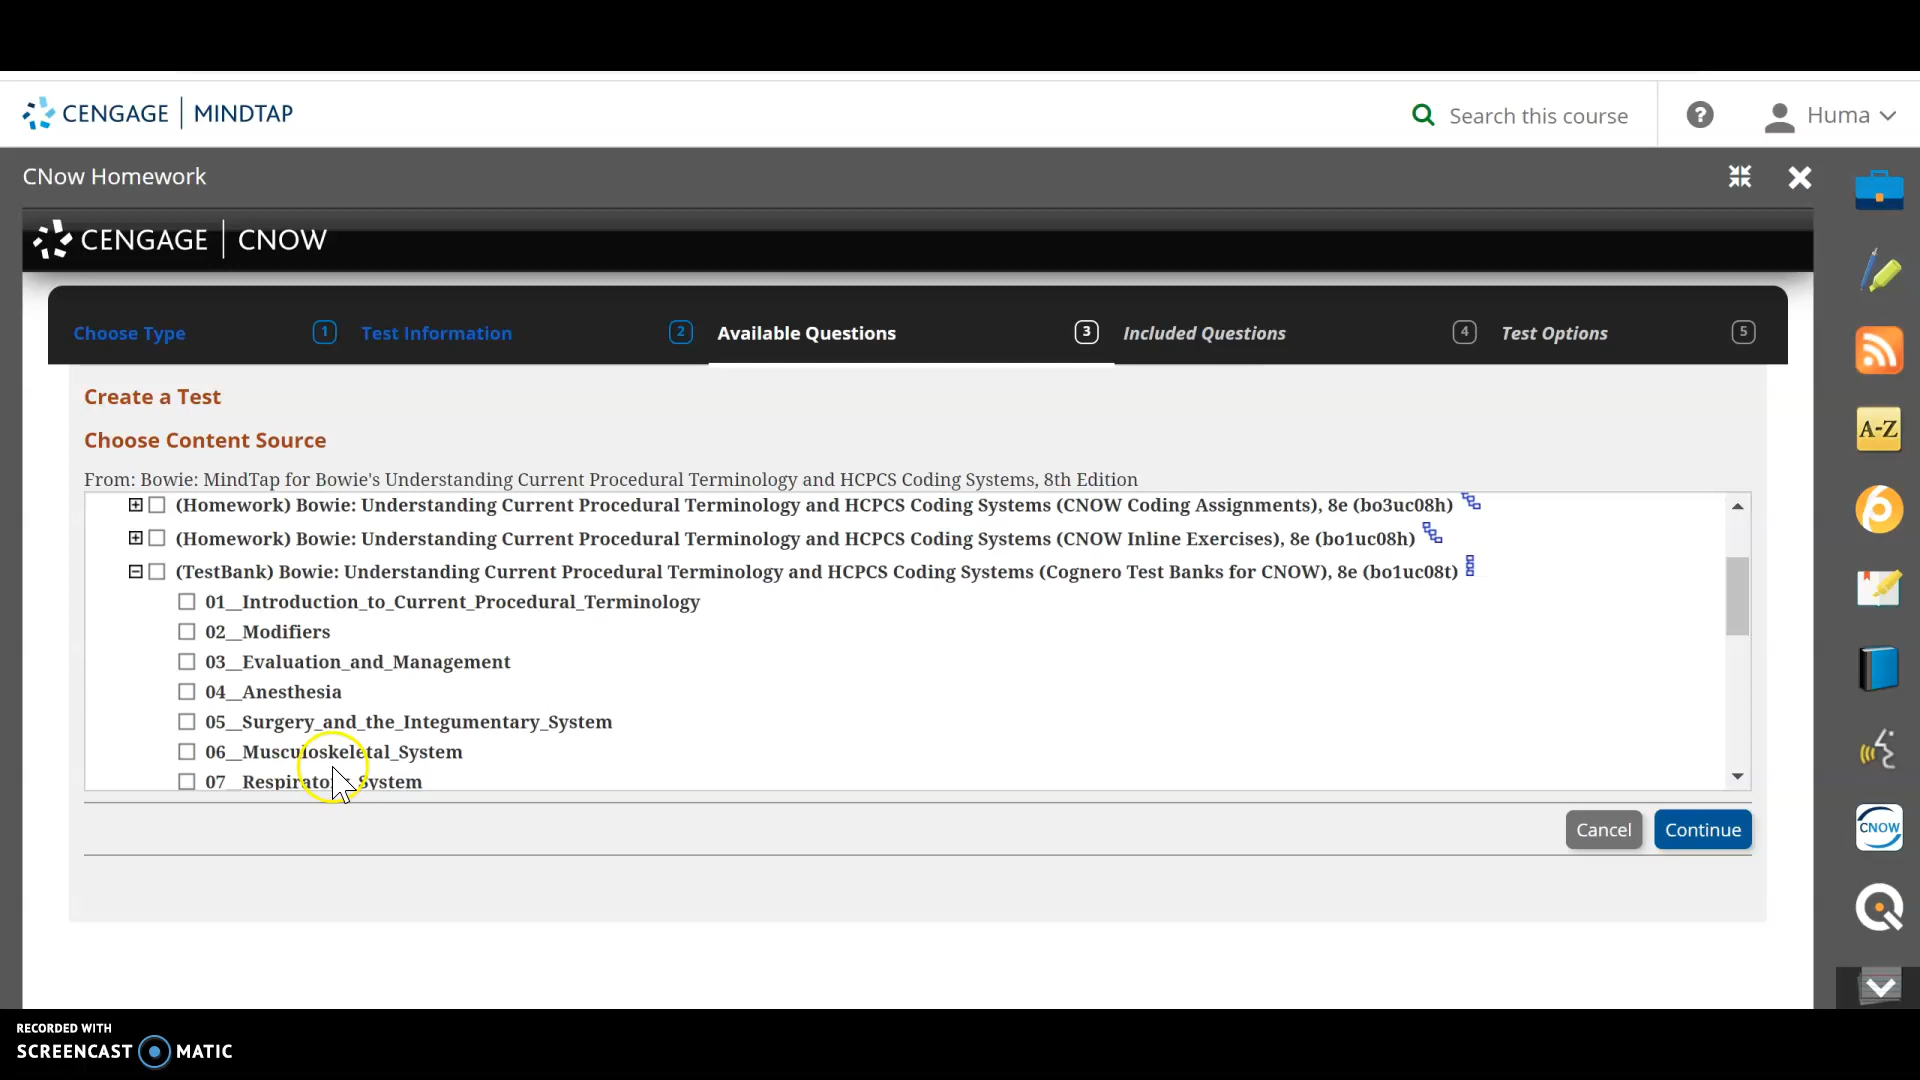 CENGAGE | MINDTAP
Search this course
?
Huma
CNow Homework
CENGAGE | CNOW
Choose Type 1 Test Information 2 Available Questions 3 Included Questions 4 Test Options 5
Create a Test
Choose Content Source
From: Bowie: MindTap for Bowie's Understanding Current Procedural Terminology and HCPCS Coding Systems, 8th Edition
(Homework) Bowie: Understanding Current Procedural Terminology and HCPCS Coding Systems (CNOW Coding Assignments), 8e (bo3uc08h)
(Homework) Bowie: Understanding Current Procedural Terminology and HCPCS Coding Systems (CNOW Inline Exercises), 8e (bo1uc08h)
(TestBank) Bowie: Understanding Current Procedural Terminology and HCPCS Coding Systems (Cognero Test Banks for CNOW), 8e (bo1uc08t)
01__Introduction_to_Current_Procedural_Terminology
02__Modifiers
03__Evaluation_and_Management
04__Anesthesia
05__Surgery_and_the_Integumentary_System
06__Musculoskeletal_System
07__Respiratory_System
Cancel Continue
A-Z
CNOW
RECORDED WITH
SCREENCAST MATIC